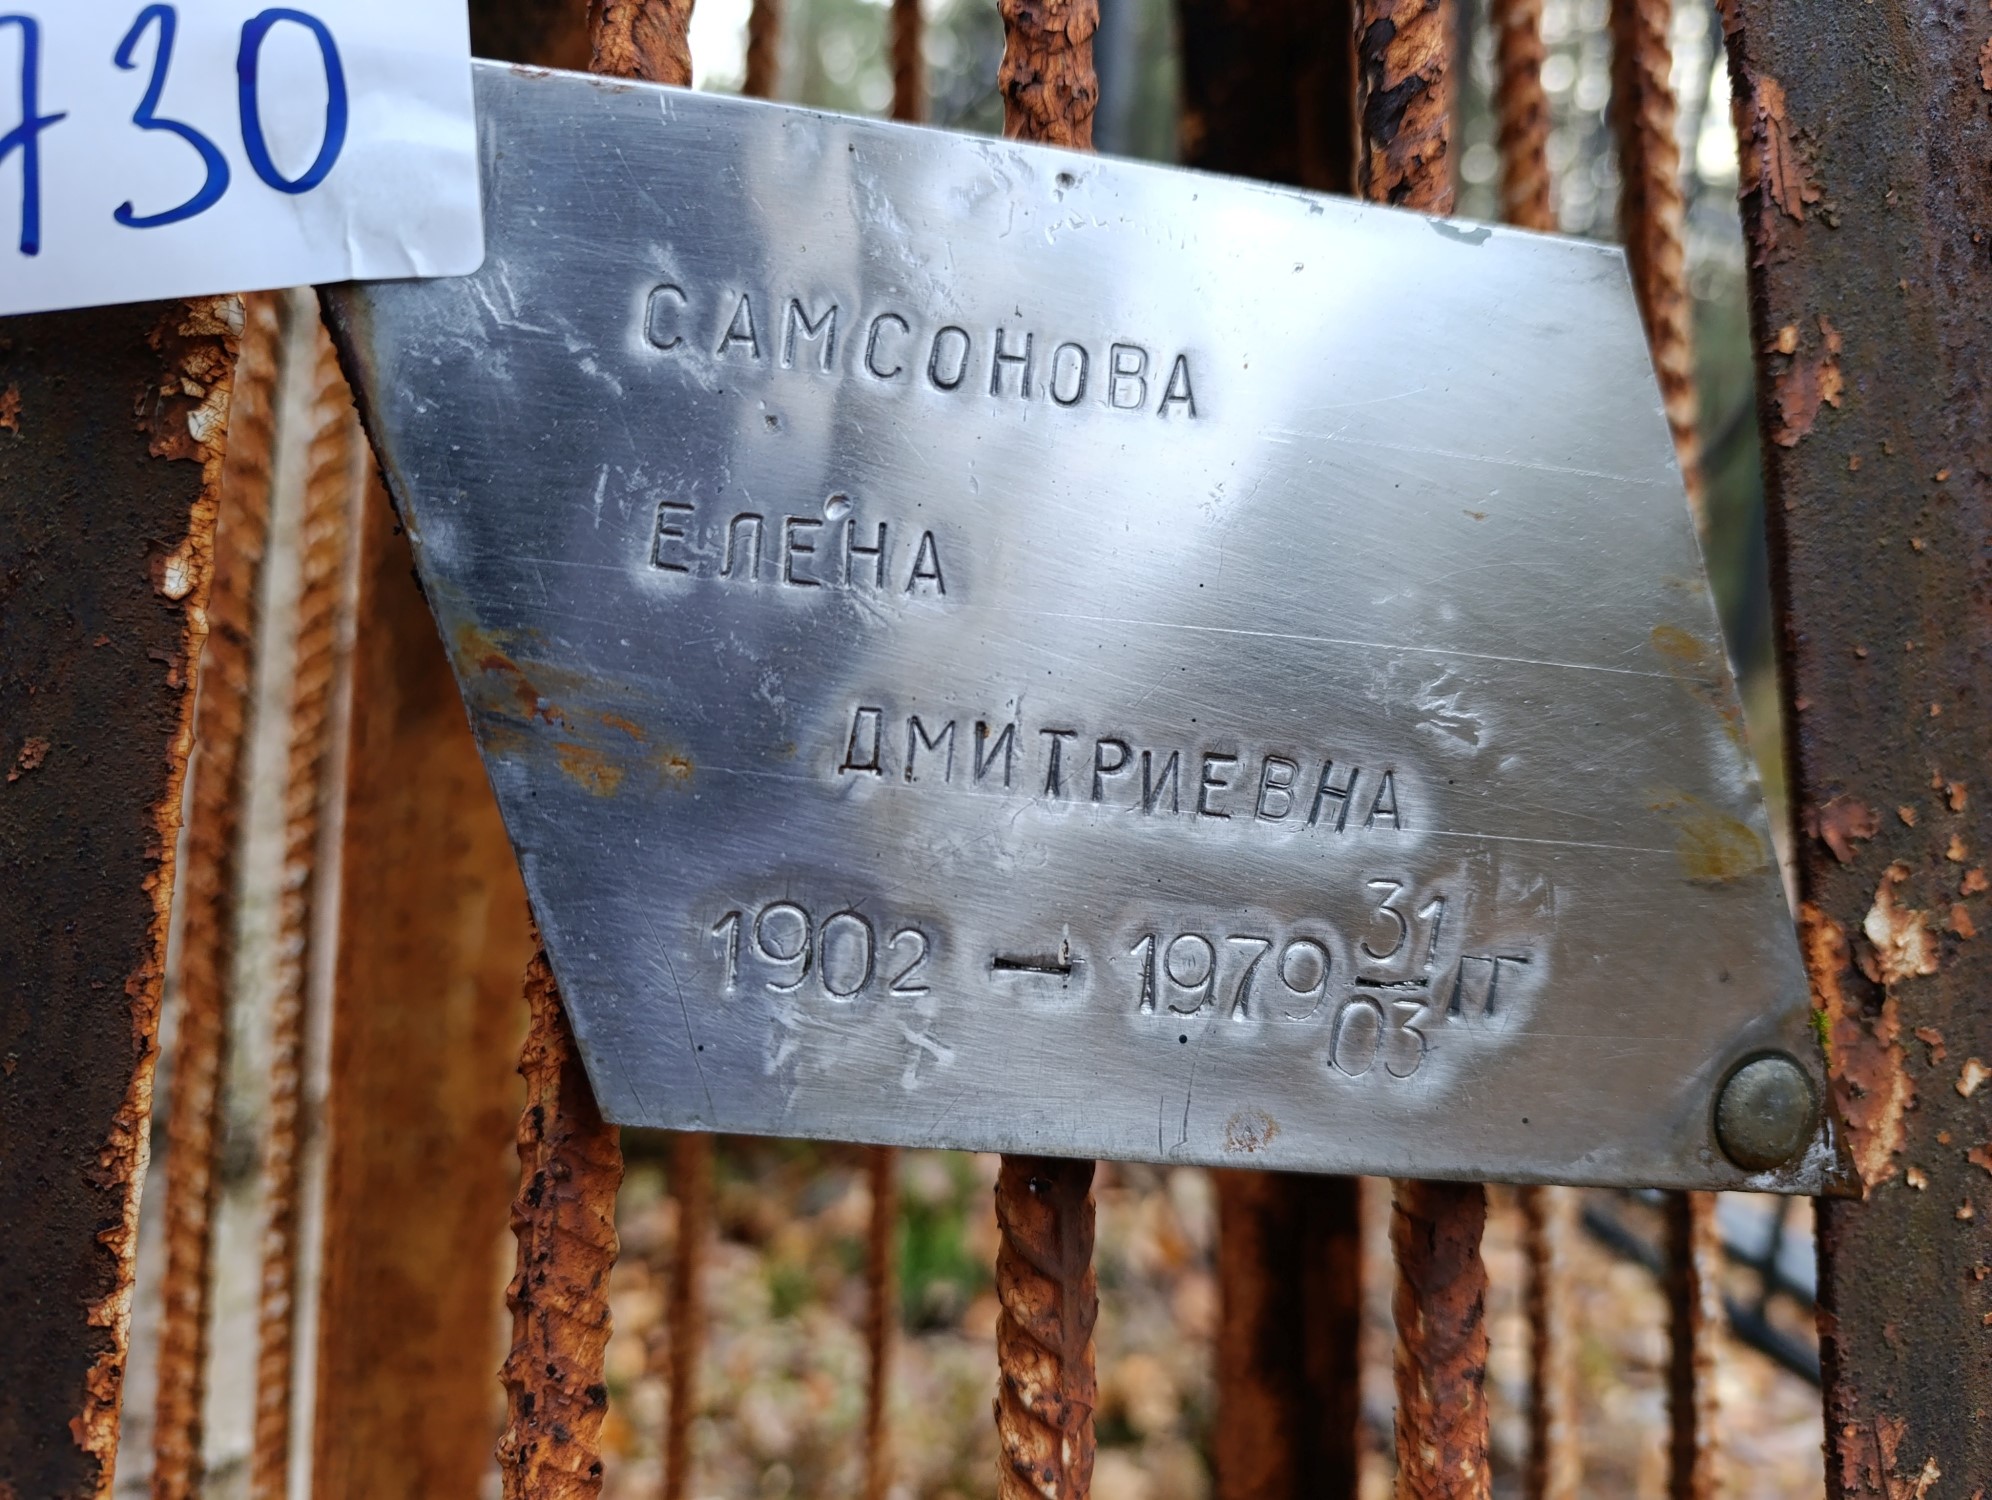 730
САМСОНОВА
ЕЛЕНА
ДМИТРИЕВНА
1902 — 1979 31/03 гг